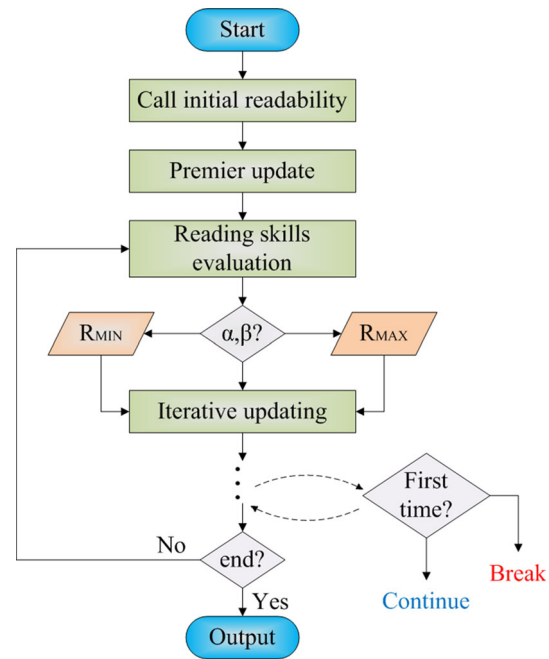 Start
Call initial readability
Premier update
Reading skills
evaluation
RMIN
α,β?
RMAX
Iterative updating
First
time?
No
end?
Break
Yes
Continue
Output